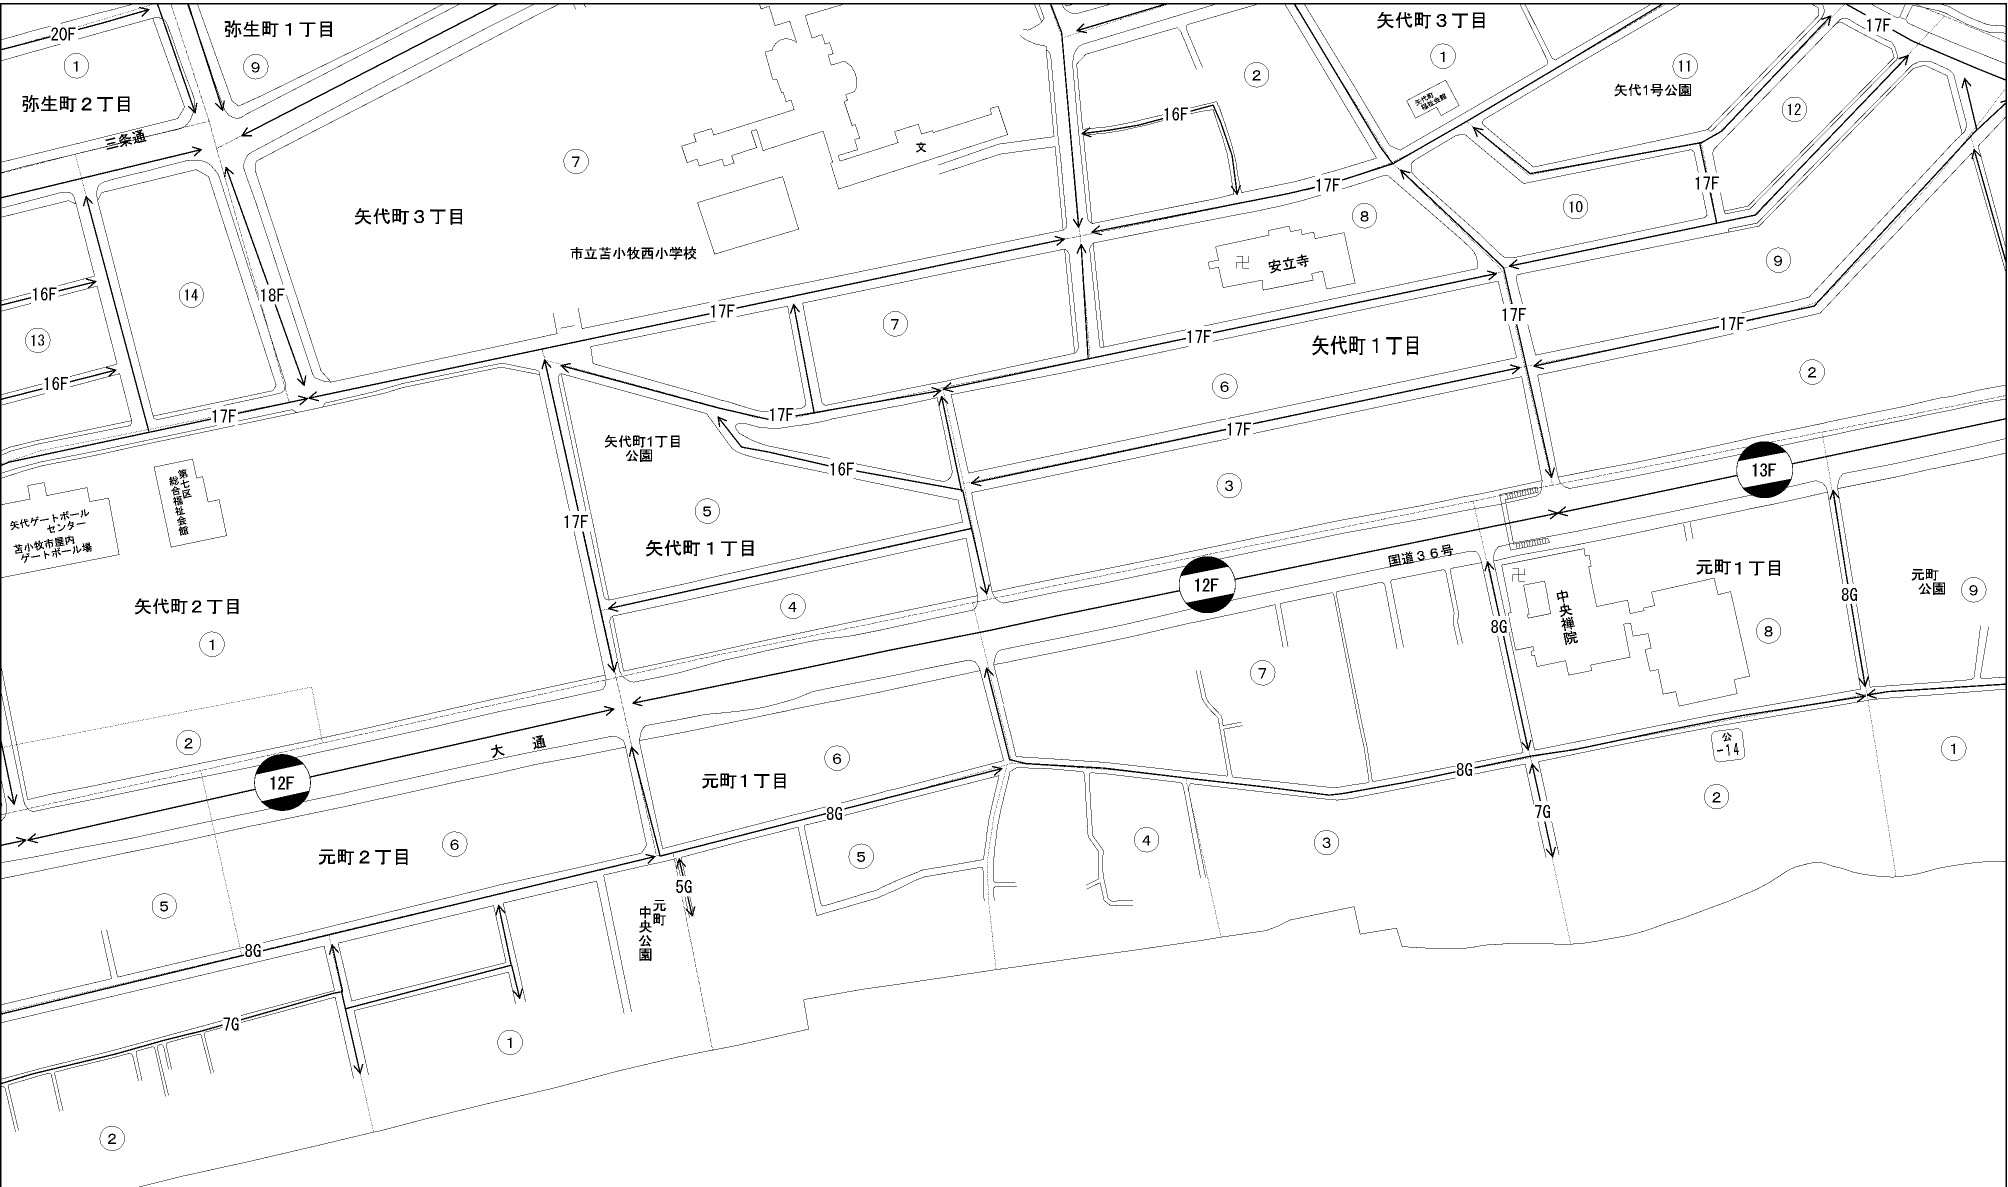 20F
弥生町１丁目
⑨
①
弥生町２丁目
三条通
矢代町３丁目
①
矢代町
福祉会館
⑪
矢代1号公園
17F
②
16F
⑫
⑦
文
矢代町３丁目
市立苫小牧西小学校
17F
17F
⑩
⑧
安立寺
⑨
16F
⑭
18F
⑬
16F
17F
⑦
17F
17F
17F
矢代町１丁目
⑥
②
17F
17F
矢代町1丁目
公園
16F
17F
③
13F
第七区
総合福祉会館
矢代ゲートボール
センター
苫小牧市屋内
ゲートボール場
⑤
17F
矢代町１丁目
国道３６号
12F
④
矢代町２丁目
①
元町１丁目
中央禅院
⑧
8G
8G
元町
公園
⑨
⑦
②
大通
12F
元町１丁目
⑥
公
-14
①
8G
②
7G
8G
元町２丁目
⑥
⑤
④
③
5G
元町
中央公園
⑤
8G
7G
①
②